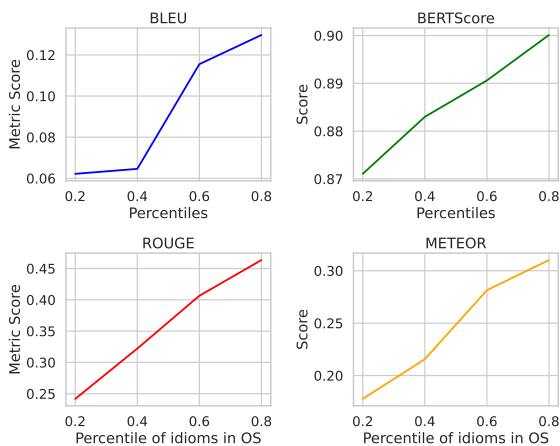 BLEU
Metric Score
0.12
0.10
0.08
0.06
0.2 0.4 0.6 0.8
Percentiles
BERTScore
Score
0.90
0.89
0.88
0.87
0.2 0.4 0.6 0.8
Percentiles
ROUGE
Metric Score
0.45
0.40
0.35
0.30
0.25
0.2 0.4 0.6 0.8
Percentile of idioms in OS
METEOR
Score
0.30
0.25
0.20
0.2 0.4 0.6 0.8
Percentile of idioms in OS